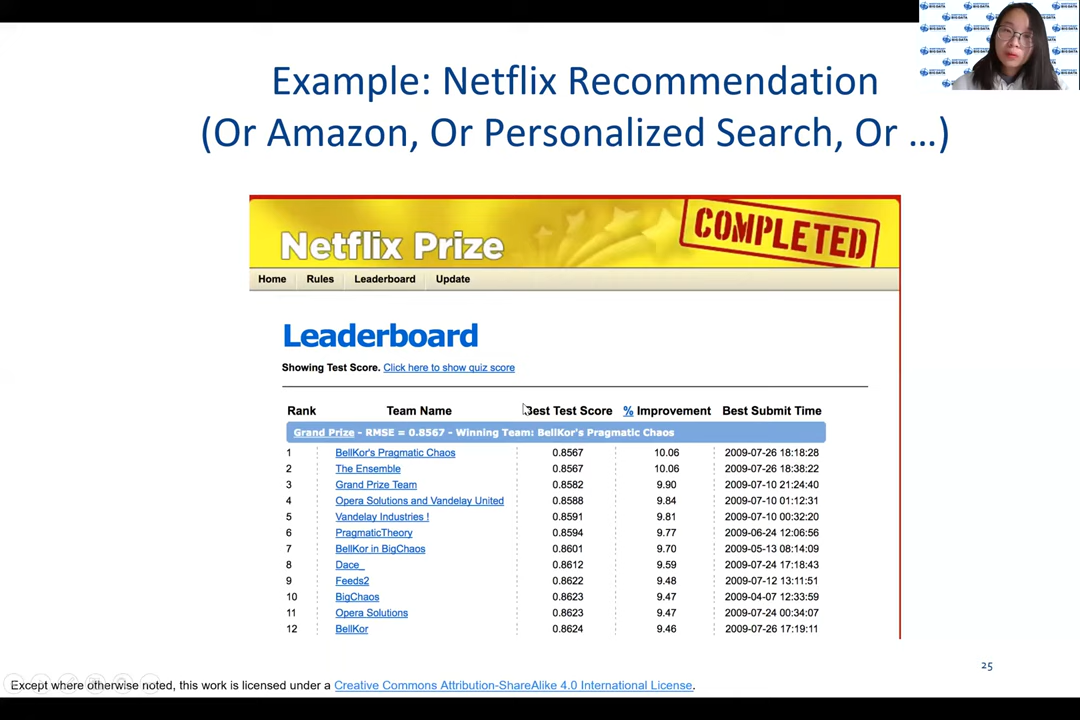 Example: Netflix Recommendation
(Or Amazon, Or Personalized Search, Or …)
Netflix Prize
COMPLETED
Home Rules Leaderboard Update
Leaderboard
Showing Test Score. Click here to show quiz score
Rank Team Name Best Test Score % Improvement Best Submit Time
Grand Prize - RMSE = 0.8567 - Winning Team: BellKor's Pragmatic Chaos
1 BellKor's Pragmatic Chaos 0.8567 10.06 2009-07-26 18:18:28
2 The Ensemble 0.8567 10.06 2009-07-26 18:38:22
3 Grand Prize Team 0.8582 9.90 2009-07-10 21:24:40
4 Opera Solutions and Vandelay United 0.8588 9.84 2009-07-10 01:12:31
5 Vandelay Industries ! 0.8591 9.81 2009-07-10 00:32:20
6 PragmaticTheory 0.8594 9.77 2009-06-24 12:06:56
7 BellKor in BigChaos 0.8601 9.70 2009-05-13 08:14:09
8 Dace_ 0.8612 9.59 2009-07-24 17:18:43
9 Feeds2 0.8622 9.48 2009-07-12 13:11:51
10 BigChaos 0.8623 9.47 2009-04-07 12:33:59
11 Opera Solutions 0.8623 9.47 2009-07-24 00:34:07
12 BellKor 0.8624 9.46 2009-07-26 17:19:11
25
Except where otherwise noted, this work is licensed under a Creative Commons Attribution-ShareAlike 4.0 International License.